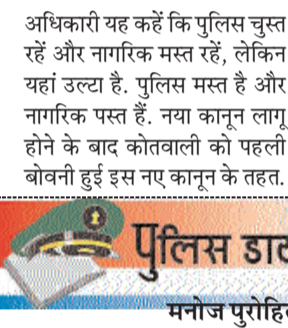 अधिकारी यह कहें कि पुलिस चुस्त
रहें और नागरिक मस्त रहें, लेकिन
यहां उल्टा है. पुलिस मस्त है और
नागरिक पस्त हैं. नया कानून लागू
होने के बाद कोतवाली को पहली
बोवनी हुई इस नए कानून के तहत.
पुलिस डाट
मनोज पुरोहि